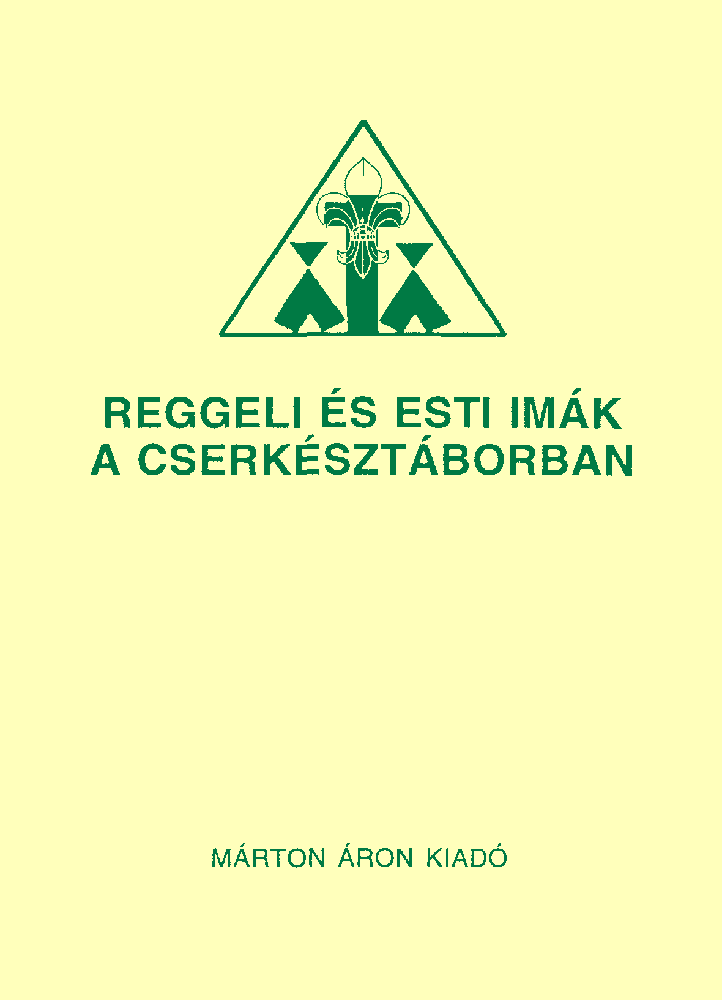 REGGELI ÉS ESTI IMÁK
A CSERKÉSZTÁBORBAN
MÁRTON ÁRON KIADÓ